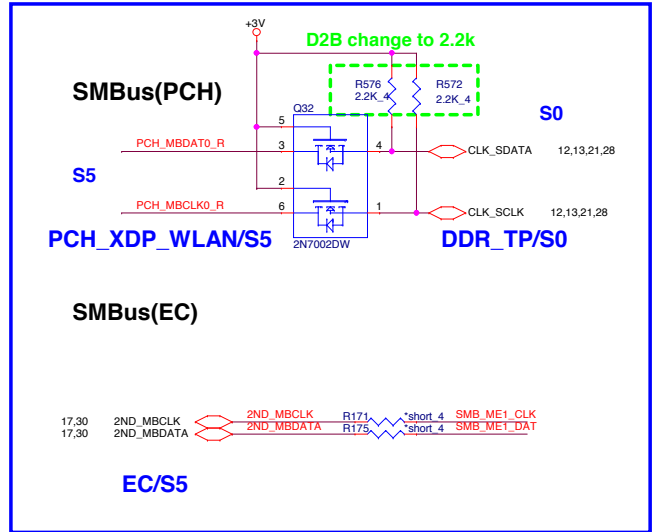 +3V
D2B change to 2.2k
R576
2.2K_4
R572
2.2K_4
SMBus(PCH)
Q32
S0
5
PCH_MBDAT0_R
3
4
CLK_SDATA 12,13,21,28
S5
2
PCH_MBCLK0_R
6
1
CLK_SCLK 12,13,21,28
PCH_XDP_WLAN/S5
2N7002DW
DDR_TP/S0
SMBus(EC)
17,30 2ND_MBCLK 2ND_MBCLK R171 *short_4 SMB_ME1_CLK
17,30 2ND_MBDATA 2ND_MBDATA R175 *short_4 SMB_ME1_DAT
EC/S5